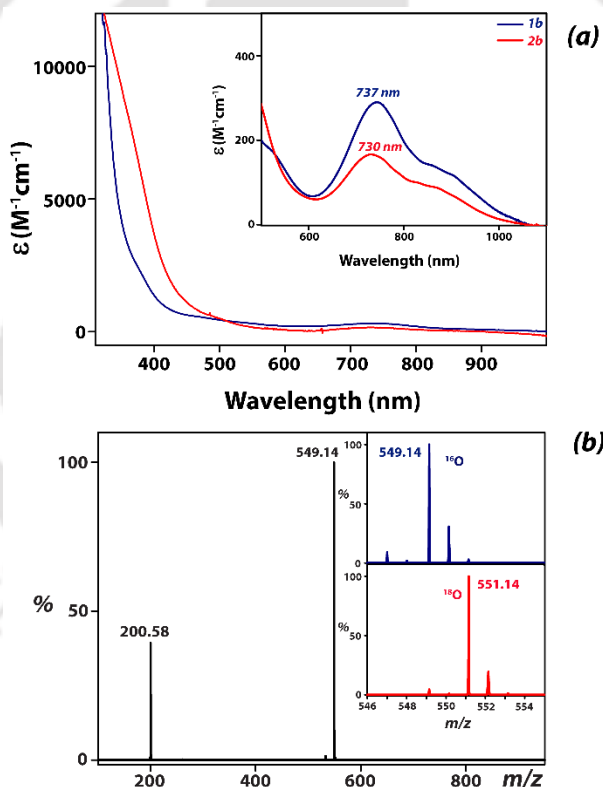 (a)
1b
2b
400
200
0
737 nm
730 nm
ε (M⁻¹cm⁻¹)
600 800 1000
Wavelength (nm)
10000
5000
0
ε (M⁻¹cm⁻¹)
400 500 600 700 800 900
Wavelength (nm)
(b)
100
50
0
%
200.58
549.14
200 400 600 800 m/z
100
50
0
%
549.14 ¹⁶O
100
50
0
%
¹⁸O 551.14
546 548 550 552 554
m/z